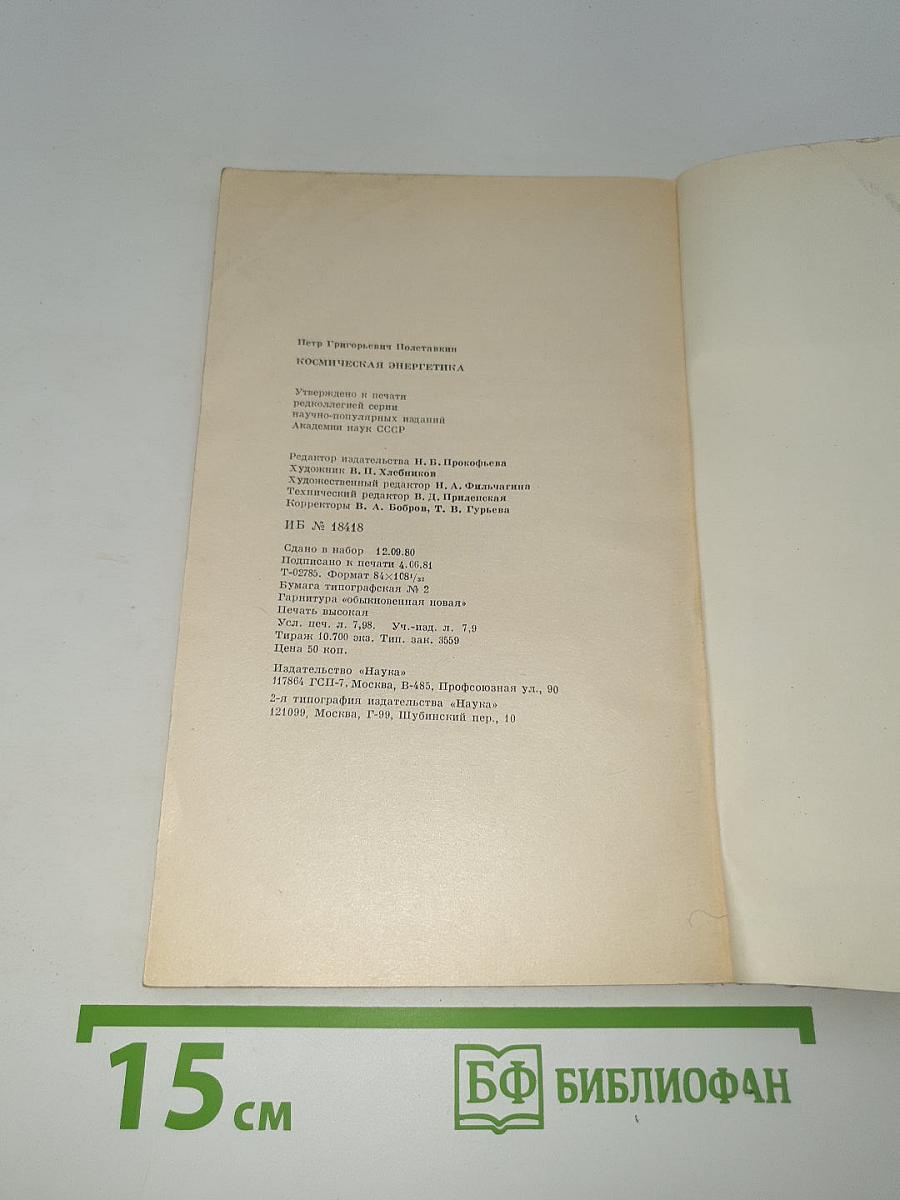 Петр Григорьевич Полетавкин
КОСМИЧЕСКАЯ ЭНЕРГЕТИКА
Утверждено к печати
редколлегией серии
научно-популярных изданий
Академии наук СССР
Редактор издательства Н. Б. Прокофьева
Художник В. П. Хлебников
Художественный редактор Н. А. Фильчагина
Технический редактор В. Д. Прилепская
Корректоры В. А. Бобров, Т. В. Гурьева
ИБ № 18418
Сдано в набор 12.09.80
Подписано к печати 4.06.81
Т-02785. Формат 84×108¹/₃₂
Бумага типографская № 2
Гарнитура «обыкновенная новая»
Печать высокая
Усл. печ. л. 7,98. Уч.-изд. л. 7,9
Тираж 10.700 экз. Тип. зак. 3559
Цена 50 коп.
Издательство «Наука»
117864 ГСП-7, Москва, В-485, Профсоюзная ул., 90
2-я типография издательства «Наука»
121099, Москва, Г-99, Шубинский пер., 10
15 см
БФ БИБЛИОФАН